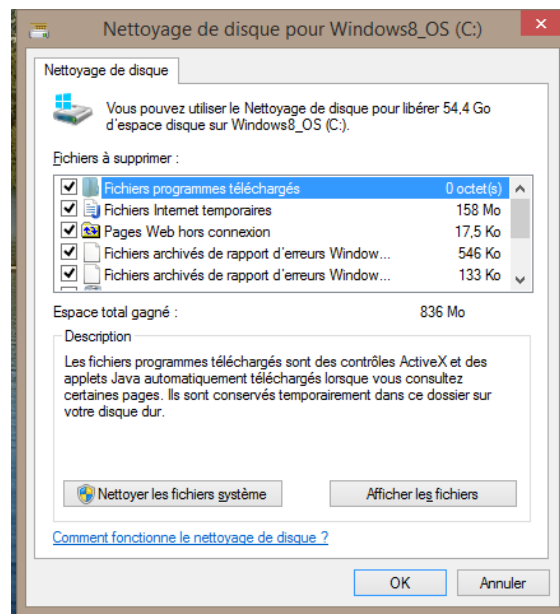 Nettoyage de disque pour Windows8_OS (C:)
Nettoyage de disque
Vous pouvez utiliser le Nettoyage de disque pour libérer 54,4 Go
d'espace disque sur Windows8_OS (C:).
Fichiers à supprimer :
Fichiers programmes téléchargés 0 octet(s)
Fichiers Internet temporaires 158 Mo
Pages Web hors connexion 17,5 Ko
Fichiers archivés de rapport d'erreurs Window... 546 Ko
Fichiers archivés de rapport d'erreurs Window... 133 Ko
Espace total gagné : 836 Mo
Description
Les fichiers programmes téléchargés sont des contrôles ActiveX et des
applets Java automatiquement téléchargés lorsque vous consultez
certaines pages. Ils sont conservés temporairement dans ce dossier sur
votre disque dur.
Nettoyer les fichiers système Afficher les fichiers
Comment fonctionne le nettoyage de disque ?
OK Annuler